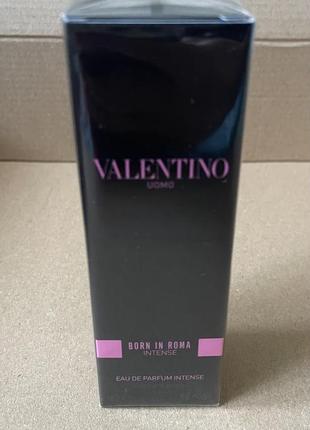 VALENTINO
UOMO
BORN IN ROMA
INTENSE
EAU DE PARFUM INTENSE